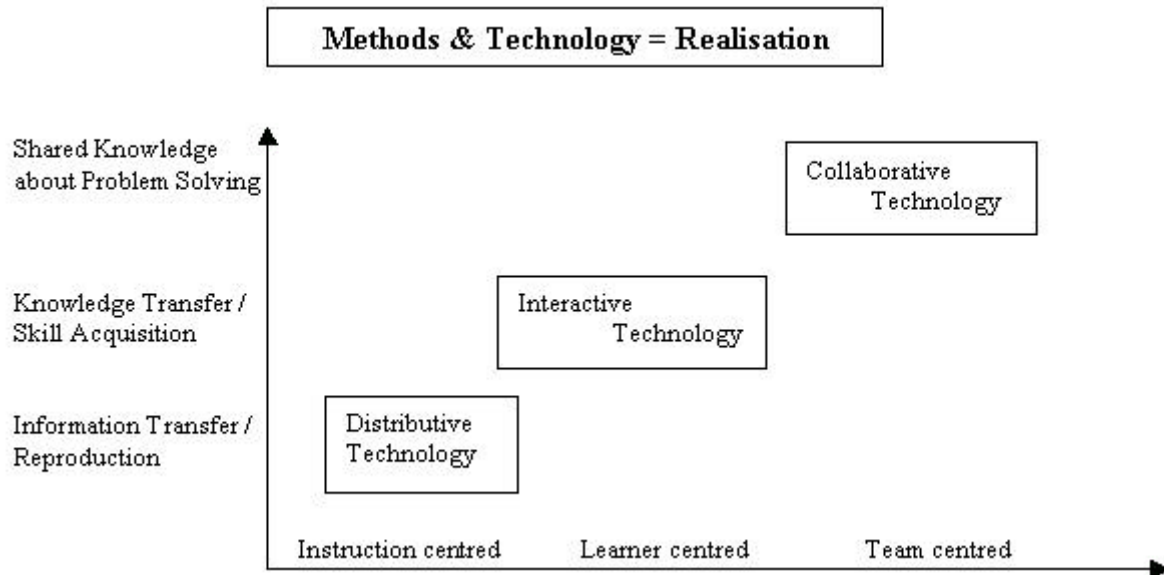 Methods & Technology = Realisation
Shared Knowledge
about Problem Solving
Collaborative
Technology
Knowledge Transfer /
Skill Acquisition
Interactive
Technology
Information Transfer /
Reproduction
Distributive
Technology
Instruction centred
Learner centred
Team centred